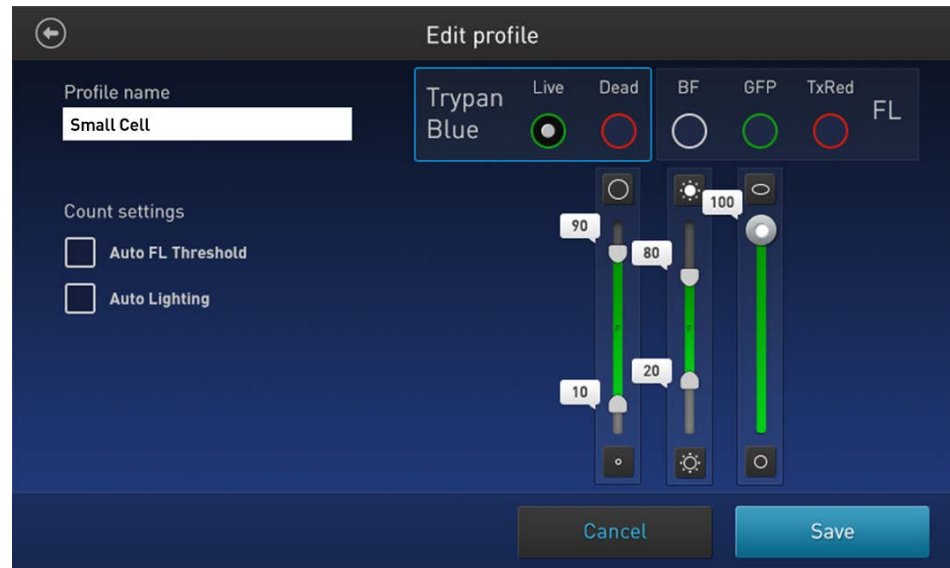 Edit profile
Profile name
Small Cell
Trypan
Blue
Live
Dead
BF
GFP
TxRed
FL
Count settings
Auto FL Threshold
Auto Lighting
90
10
80
20
100
Cancel
Save